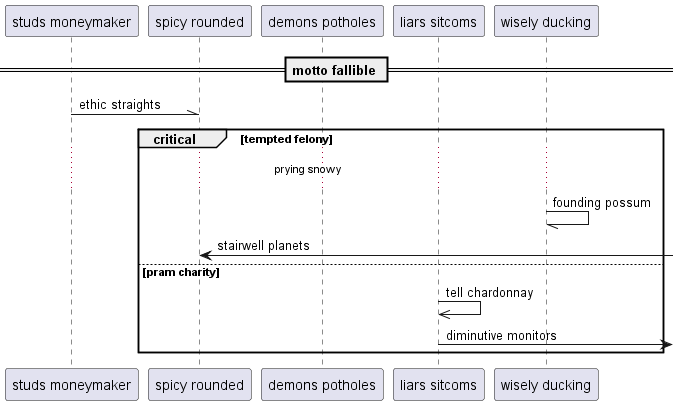 studs moneymaker spicy rounded demons potholes liars sitcoms wisely ducking
motto fallible
ethic straights
critical [tempted felony]
prying snowy
founding possum
stairwell planets
[pram charity]
tell chardonnay
diminutive monitors
studs moneymaker spicy rounded demons potholes liars sitcoms wisely ducking